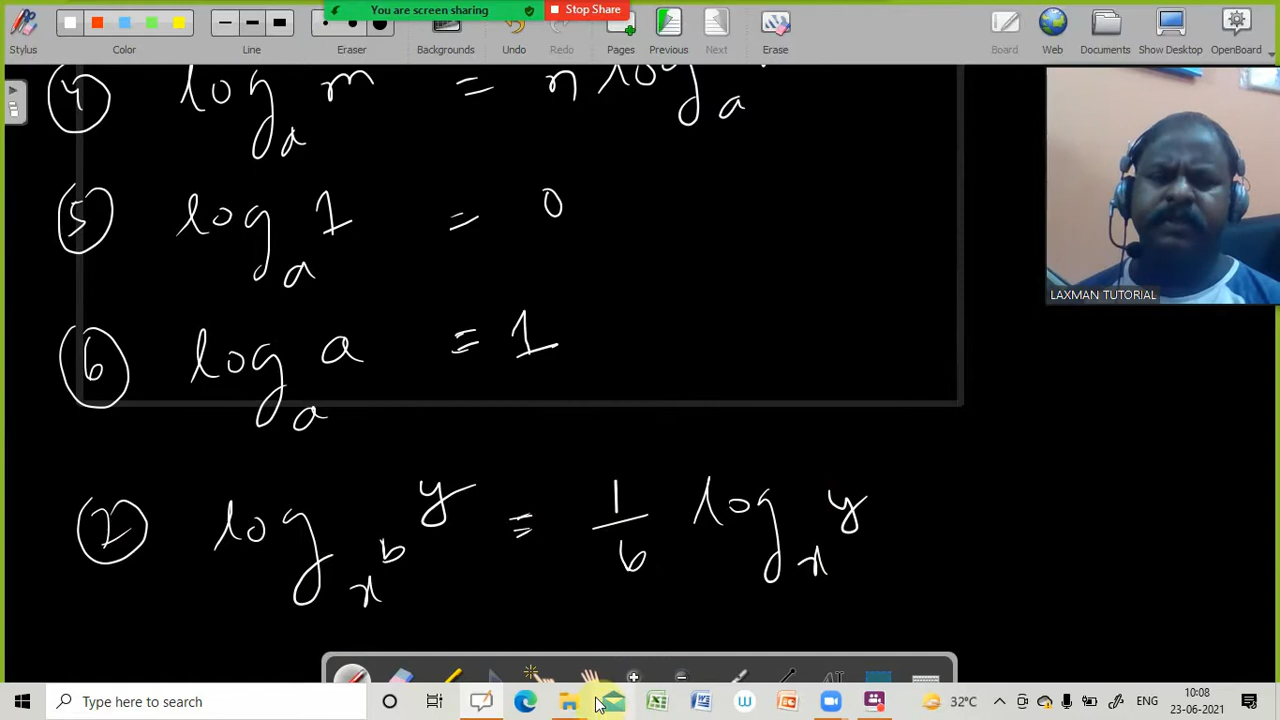 You are screen sharing Stop Share
Stylus Color Line Eraser Backgrounds Undo Redo Pages Previous Next Erase Board Web Documents Show Desktop OpenBoard
4 log_a m = n log_a
5 log_a 1 = 0
6 log_a a = 1
7 log_{x^b} y = 1/b log_x y
LAXMAN TUTORIAL
Type here to search
32°C ENG 10:08
23-06-2021